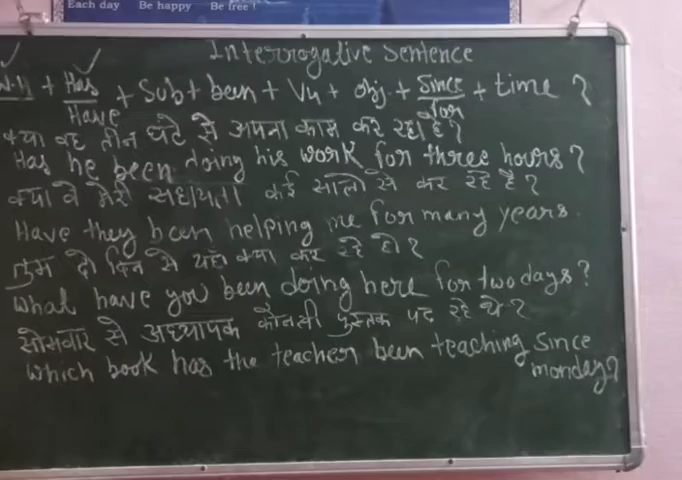 Each day Be happy Be free !
Interrogative Sentence
W.H + Has + Sub + been + V4 + obj + Since + time ?
Have for
क्या वह तीन घंटे से अपना काम कर रहा है ?
Has he been doing his work for three hours ?
क्या वे मेरी सहायता कई सालो से कर रहे है ?
Have they been helping me for many years .
तुम दो दिन से यहाँ क्या कर रहे हो ?
What have you been doing here for two days ?
सोमवार से अध्यापक कौनसी पुस्तक पढ रहे थे ?
Which book has the teacher been teaching Since
monday ?